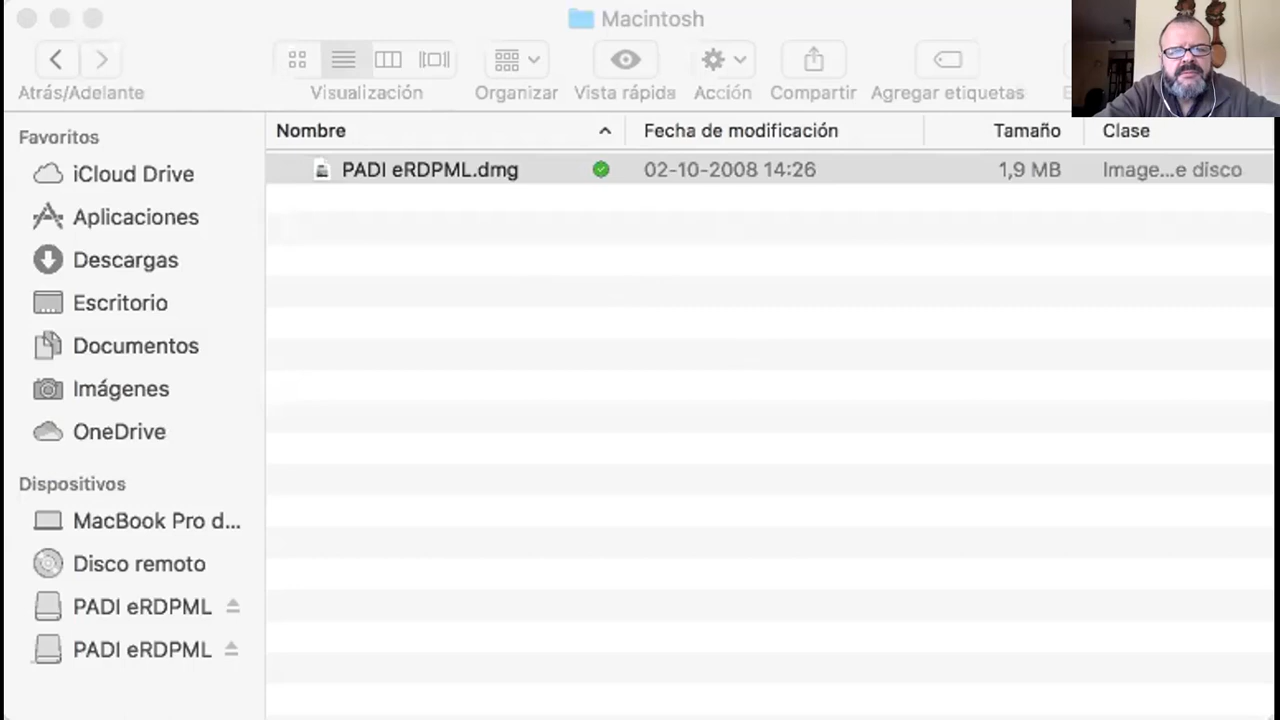 Macintosh
Atrás/Adelante
Visualización
Organizar
Vista rápida
Acción
Compartir
Agregar etiquetas
Favoritos
iCloud Drive
Aplicaciones
Descargas
Escritorio
Documentos
Imágenes
OneDrive
Dispositivos
MacBook Pro d...
Disco remoto
PADI eRDPML
PADI eRDPML
Nombre Fecha de modificación Tamaño Clase
PADI eRDPML.dmg 02-10-2008 14:26 1,9 MB Image...e disco